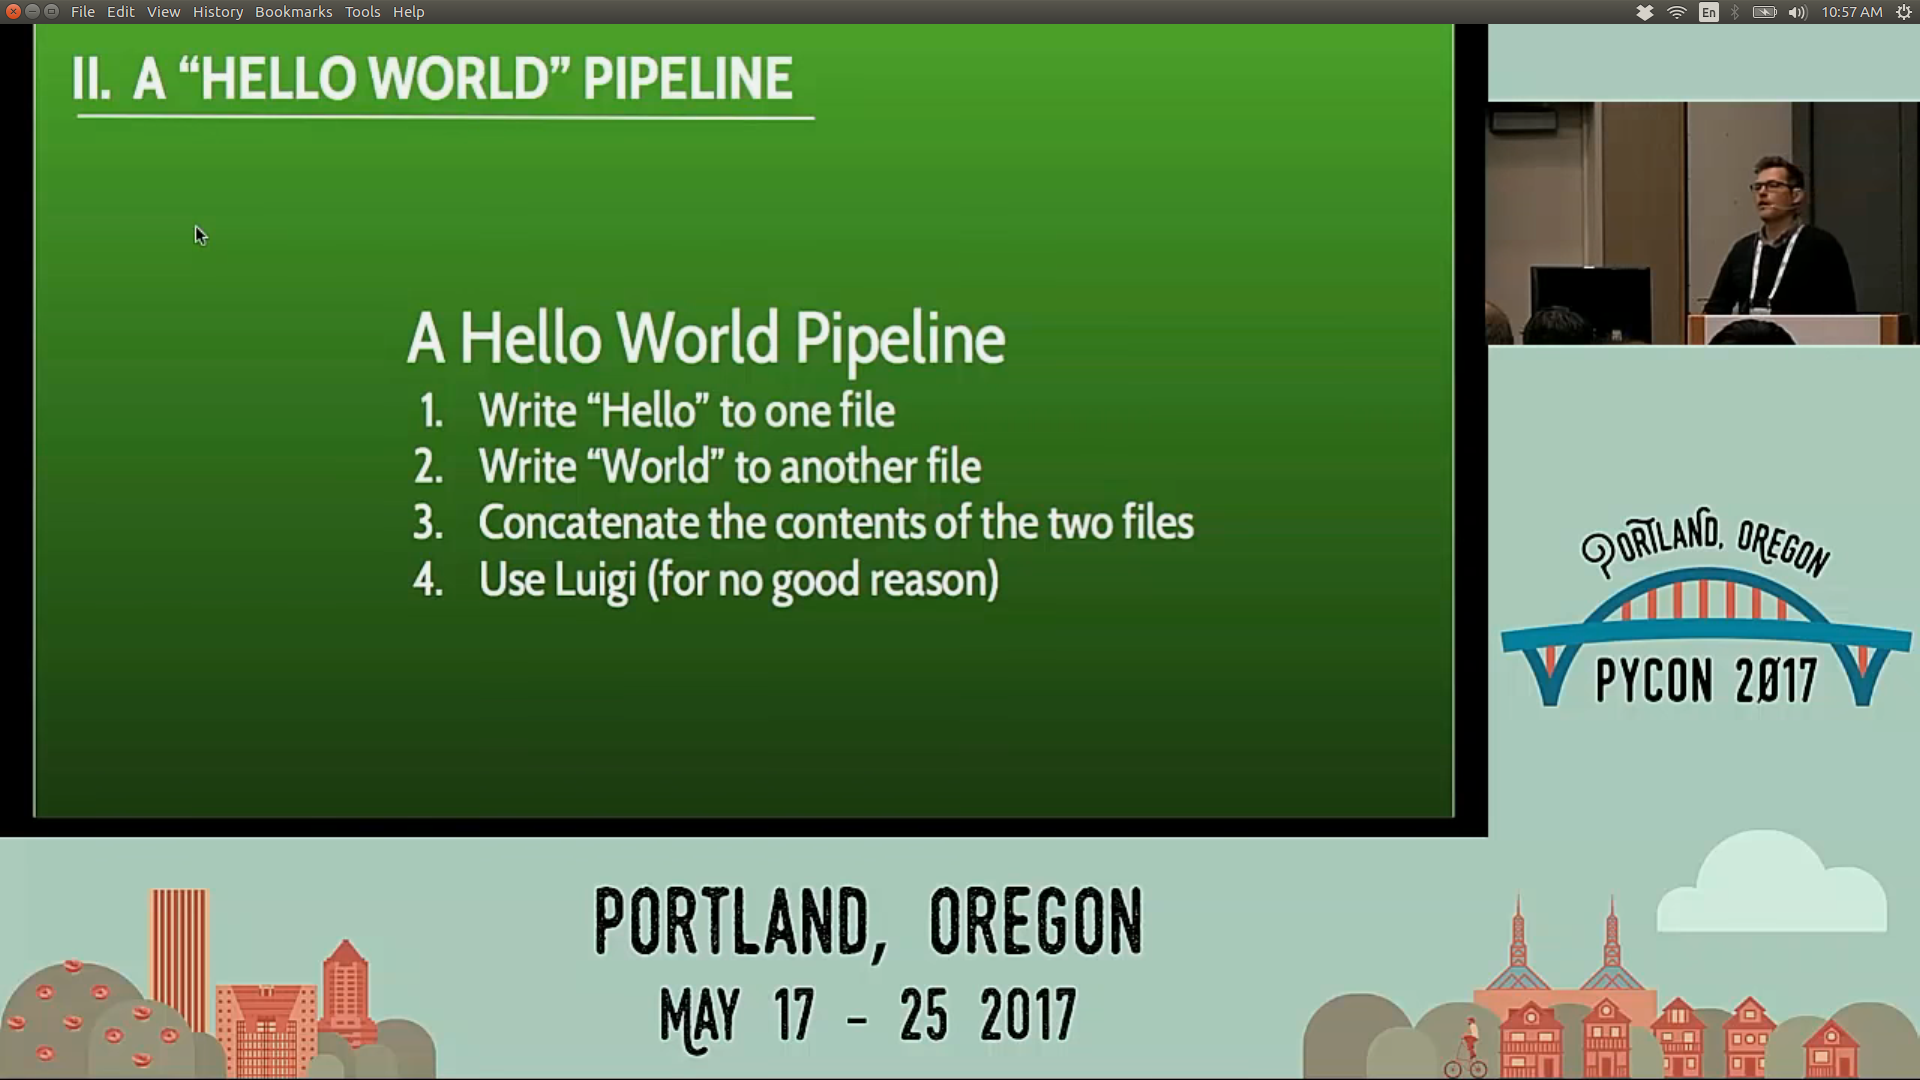 File Edit View History Bookmarks Tools Help
En
10:57 AM
II. A “HELLO WORLD” PIPELINE
A Hello World Pipeline
1. Write “Hello” to one file
2. Write “World” to another file
3. Concatenate the contents of the two files
4. Use Luigi (for no good reason)
PORTLAND, OREGON
PYCON 2017
PORTLAND, OREGON
MAY 17 - 25 2017